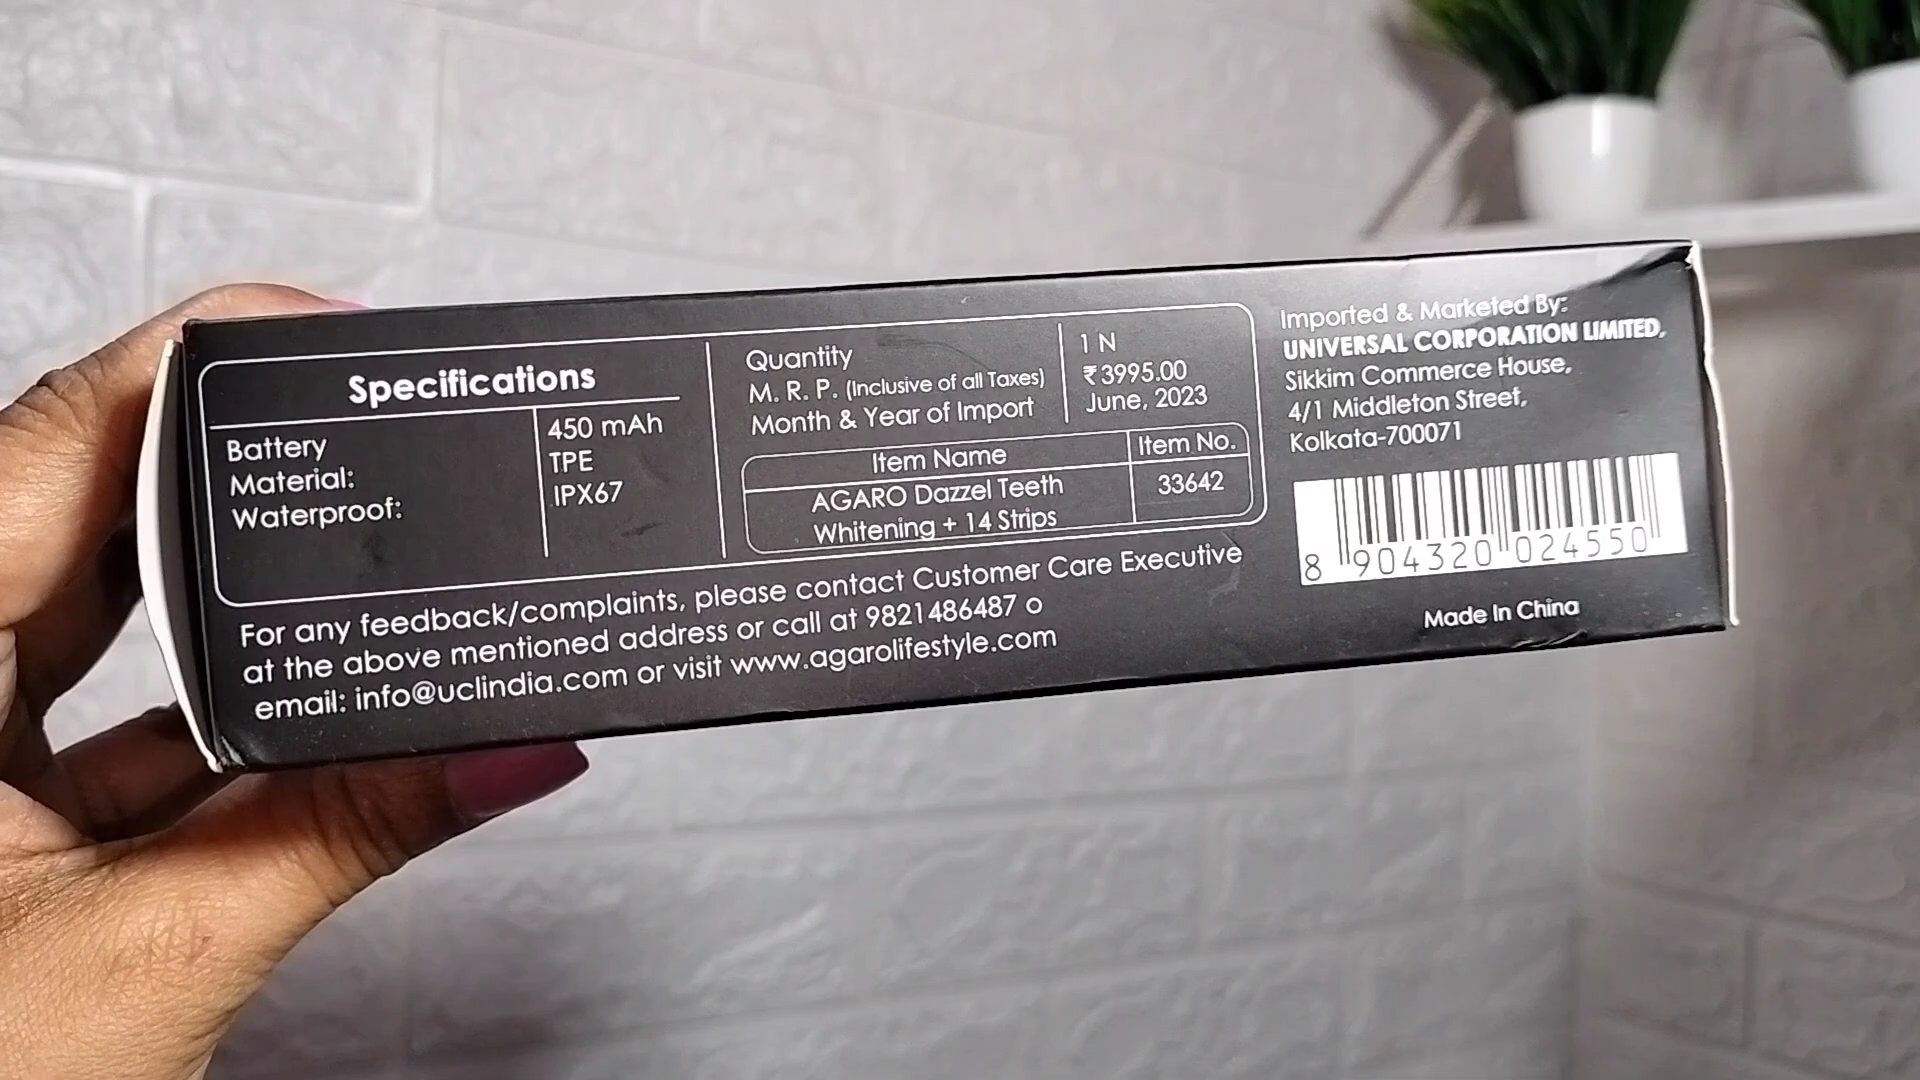 Specifications
Battery 450 mAh
Material: TPE
Waterproof: IPX67
Quantity 1 N
M. R. P. (Inclusive of all Taxes) ₹3995.00
Month & Year of Import June, 2023
Item Name Item No.
AGARO Dazzel Teeth 33642
Whitening + 14 Strips
For any feedback/complaints, please contact Customer Care Executive
at the above mentioned address or call at 9821486487 o
email: info@uclindia.com or visit www.agarolifestyle.com
Imported & Marketed By:
UNIVERSAL CORPORATION LIMITED,
Sikkim Commerce House,
4/1 Middleton Street,
Kolkata-700071
8 904320 024550
Made In China